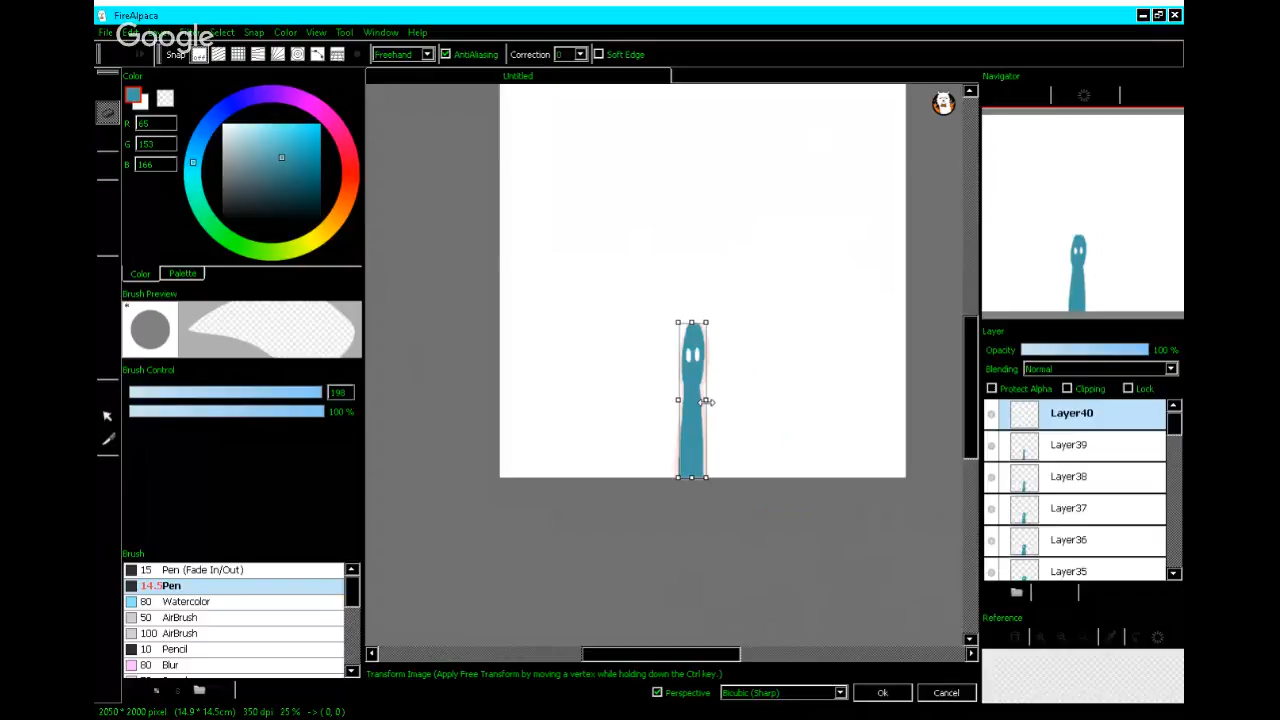 FireAlpaca
File Edit Layer Filter Select Snap Color View Tool Window Help
Google
Snap OFF Freehand AntiAliasing Correction 0 Soft Edge
Color
Untitled
Navigator
R 65
G 153
B 166
Color Palette
Brush Preview
Brush Control
198
100 %
Brush
15 Pen (Fade In/Out)
14.5 Pen
80 Watercolor
50 AirBrush
100 AirBrush
10 Pencil
80 Blur
Layer
Opacity 100 %
Blending Normal
Protect Alpha Clipping Lock
Layer40
Layer39
Layer38
Layer37
Layer36
Layer35
Reference
Transform Image (Apply Free Transform by moving a vertex while holding down the Ctrl key.)
Perspective Bicubic (Sharp) Ok Cancel
2050 * 2000 pixel (14.9 * 14.5cm) 350 dpi 25 % -> ( 0, 0 )